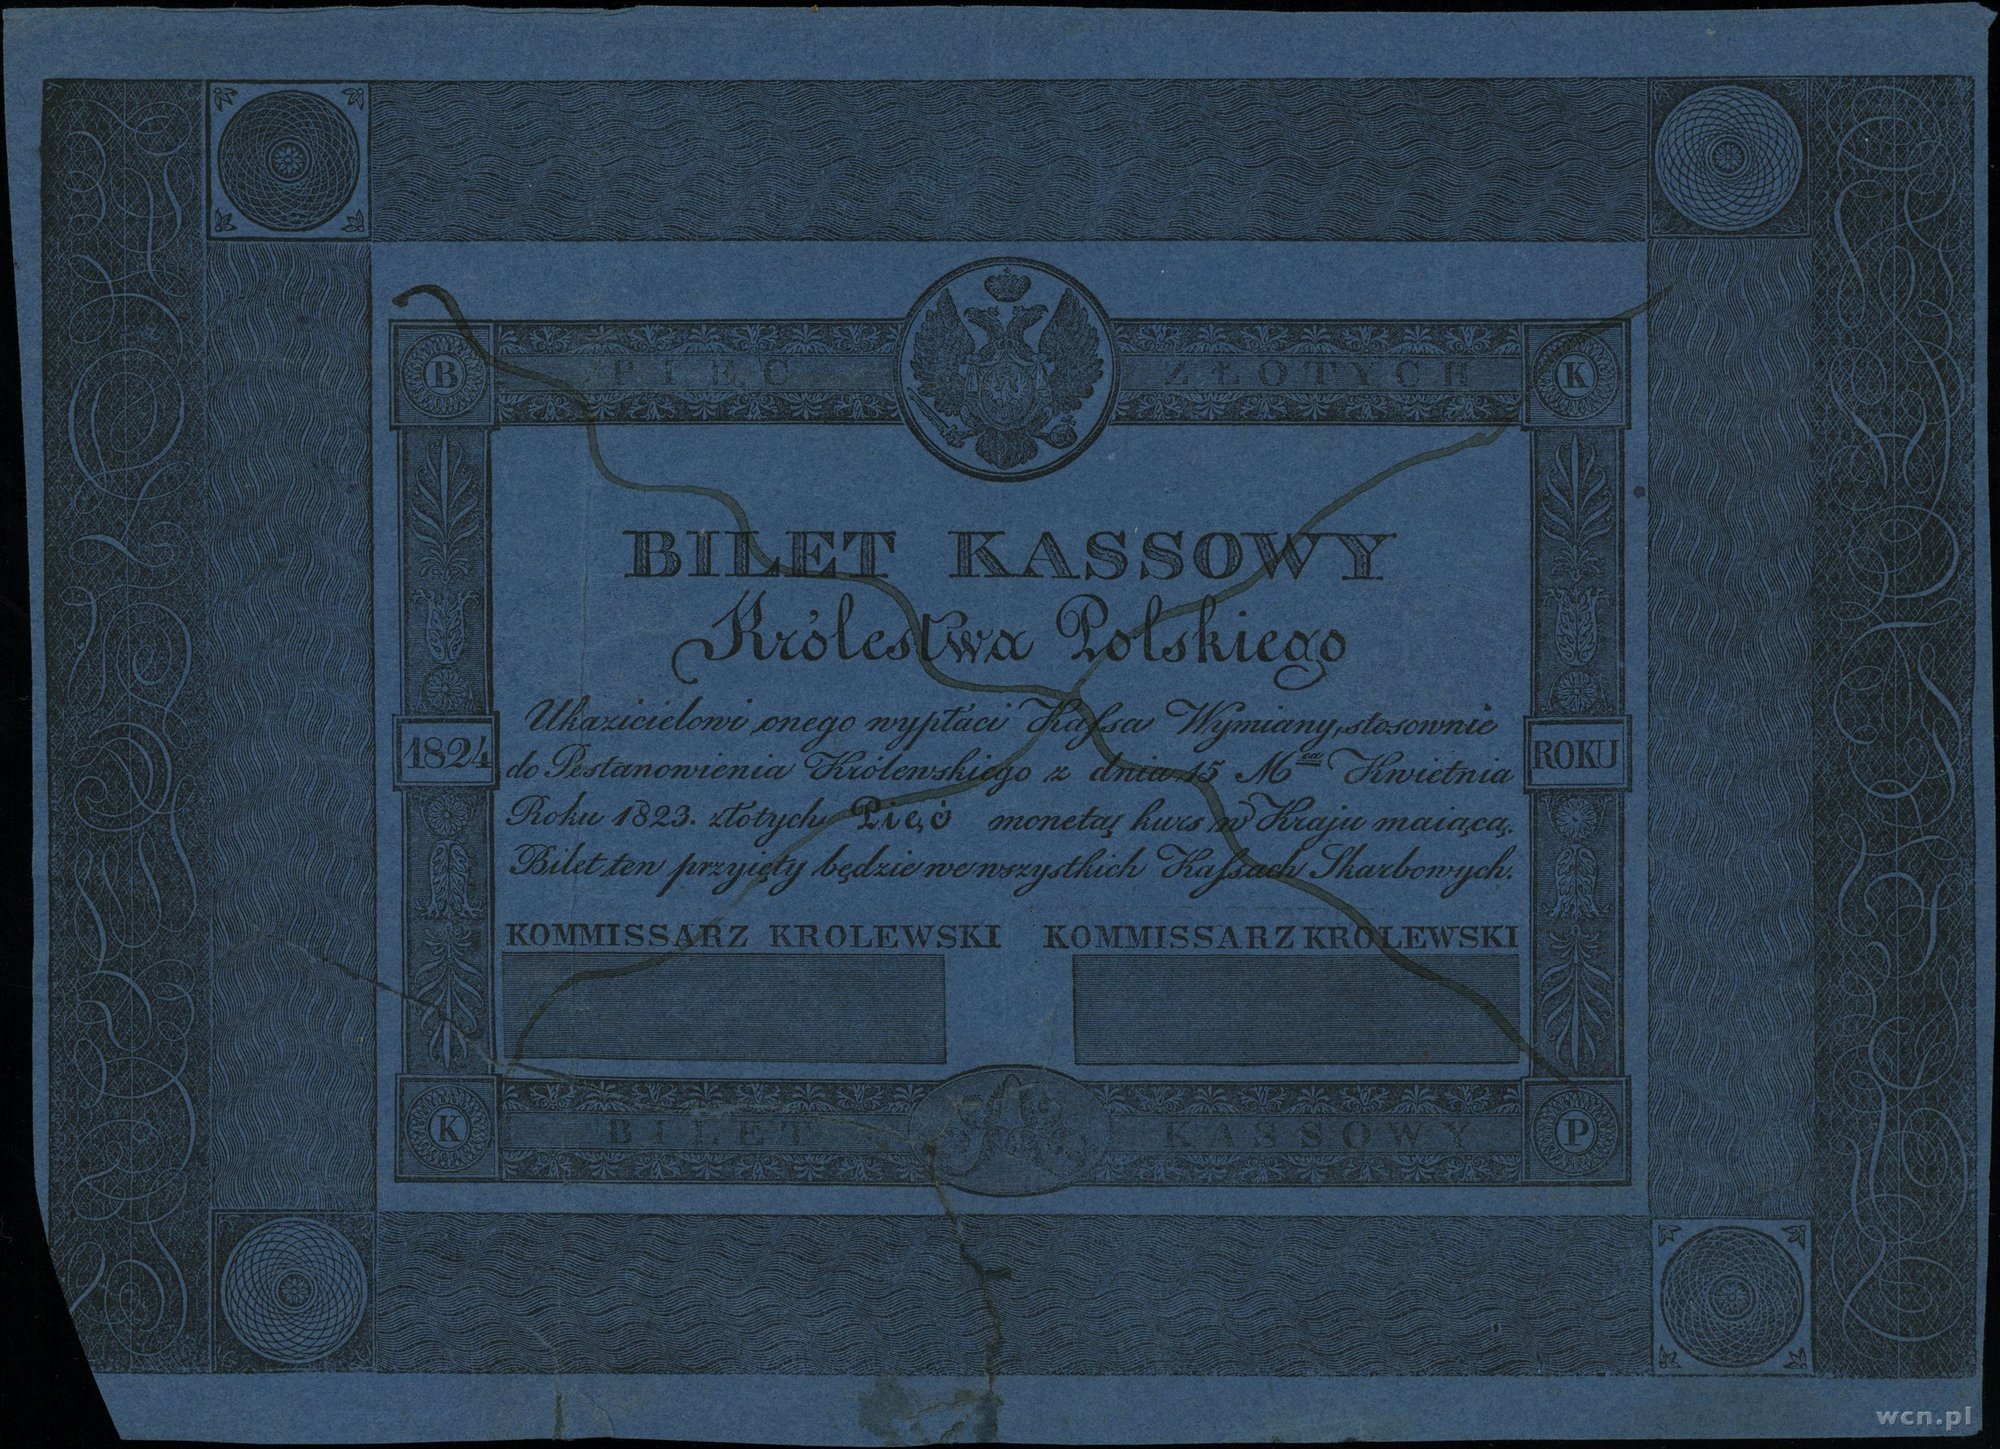 B PIĘC ZŁOTYCH K
BILET KASSOWY
Królestwa Polskiego
Ukazicielowi onego wypłaci Kassa Wymiany, stosownie
1824 do Postanowienia Królewskiego z dnia 15 Mca Kwietnia ROKU
Roku 1823. złotych Pięć monetą kurs w Kraju maiącą.
Bilet ten przyięty będzie we wszystkich Kassach Skarbowych.
KOMMISSARZ KROLEWSKI KOMMISSARZ KROLEWSKI
K BILET KASSOWY P
wcn.pl